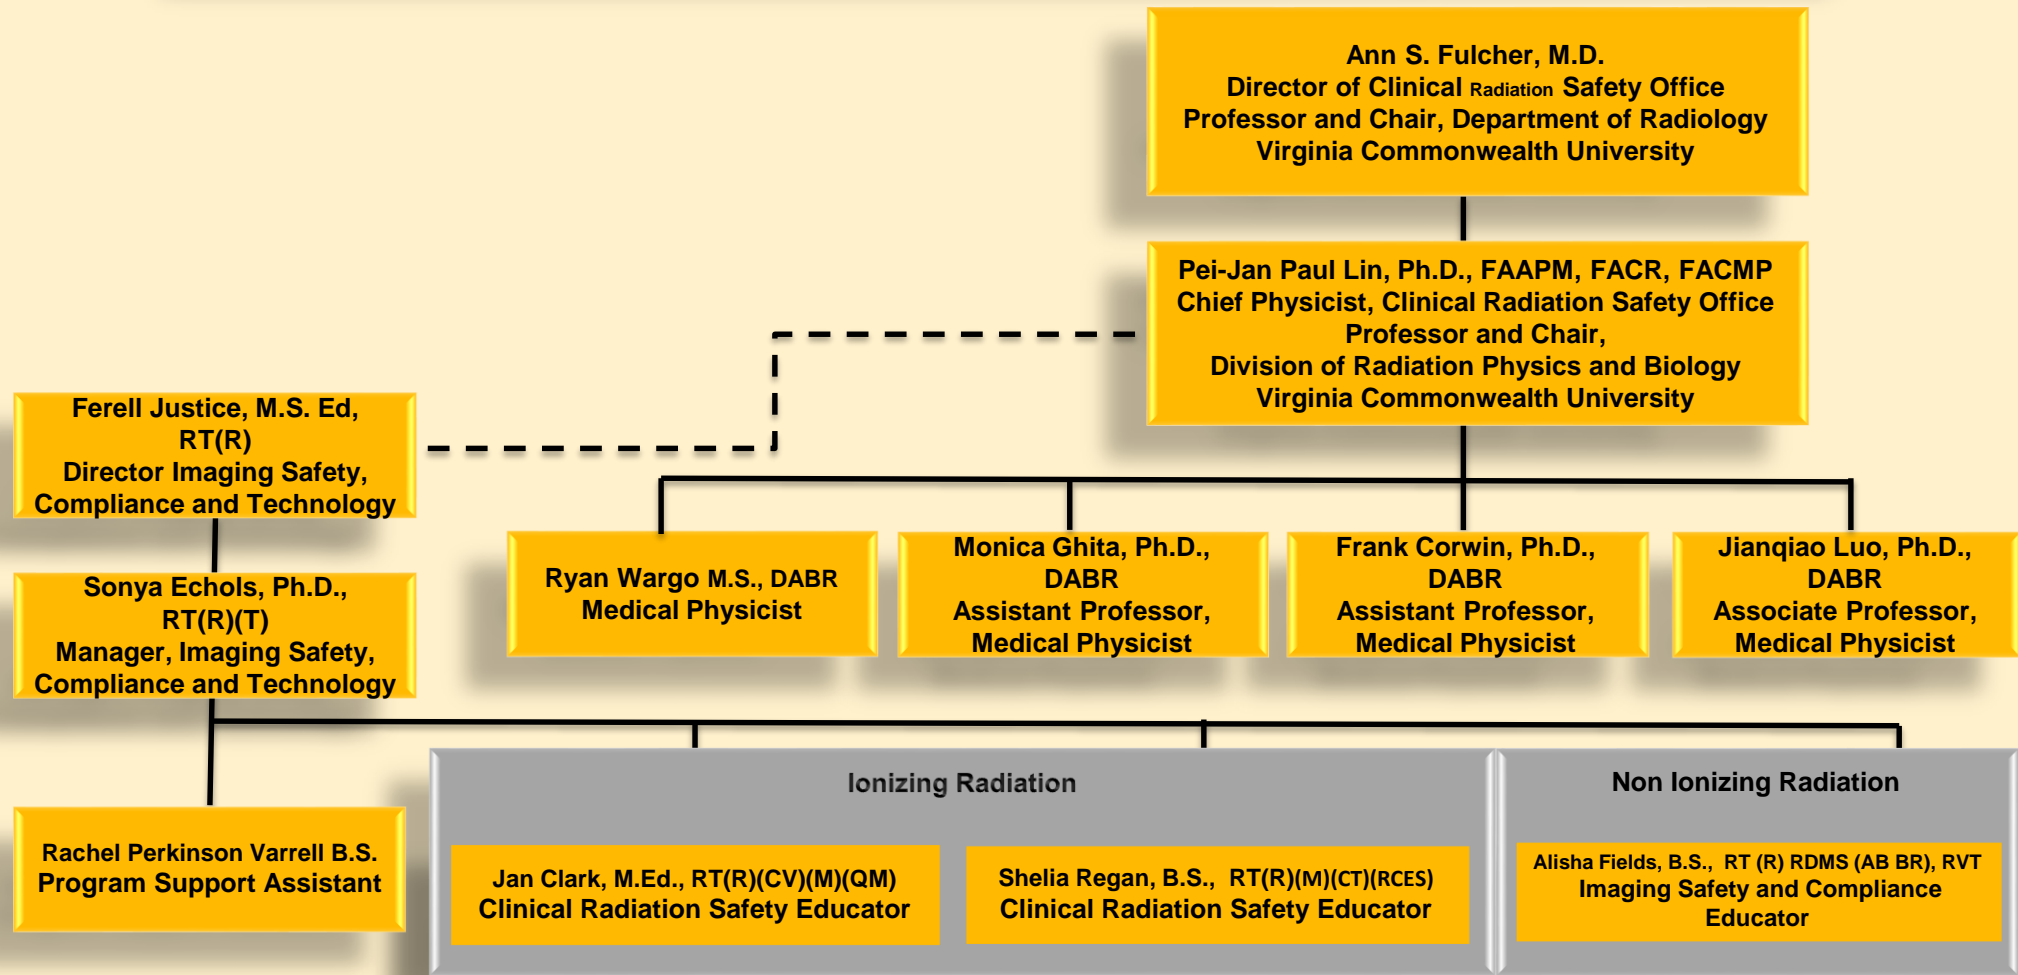 Ann S. Fulcher, M.D.
Director of Clinical Radiation Safety Office
Professor and Chair, Department of Radiology
Virginia Commonwealth University
Pei-Jan Paul Lin, Ph.D., FAAPM, FACR, FACMP
Chief Physicist, Clinical Radiation Safety Office
Professor and Chair,
Division of Radiation Physics and Biology
Virginia Commonwealth University
Ferell Justice, M.S. Ed,
RT(R)
Director Imaging Safety,
Compliance and Technology
Sonya Echols, Ph.D.,
RT(R)(T)
Manager, Imaging Safety,
Compliance and Technology
Ryan Wargo M.S., DABR
Medical Physicist
Monica Ghita, Ph.D.,
DABR
Assistant Professor,
Medical Physicist
Frank Corwin, Ph.D.,
DABR
Assistant Professor,
Medical Physicist
Jianqiao Luo, Ph.D.,
DABR
Associate Professor,
Medical Physicist
Rachel Perkinson Varrell B.S.
Program Support Assistant
Ionizing Radiation
Jan Clark, M.Ed., RT(R)(CV)(M)(QM)
Clinical Radiation Safety Educator
Shelia Regan, B.S., RT(R)(M)(CT)(RCES)
Clinical Radiation Safety Educator
Non Ionizing Radiation
Alisha Fields, B.S., RT (R) RDMS (AB BR), RVT
Imaging Safety and Compliance
Educator